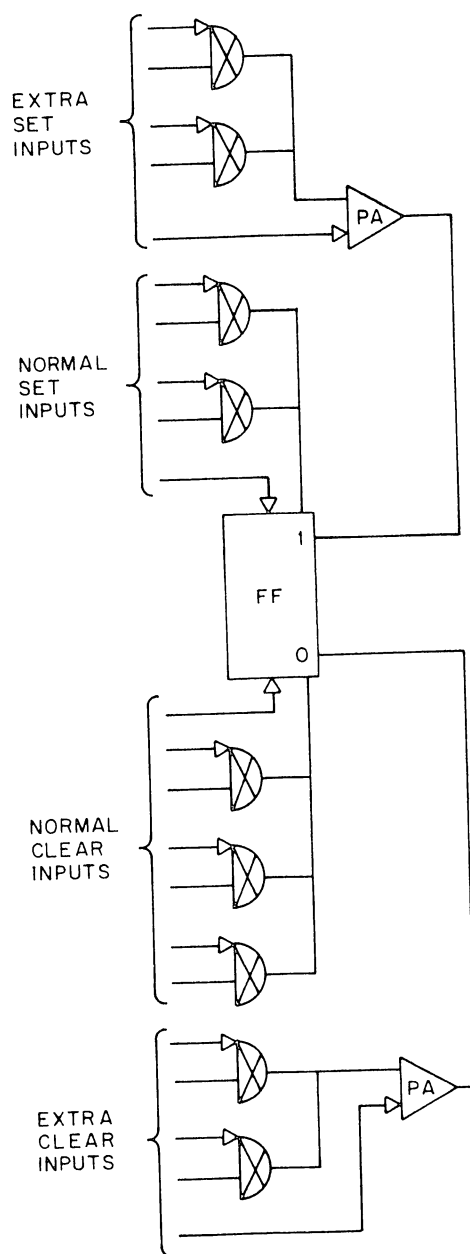 EXTRA
SET
INPUTS
PA
NORMAL
SET
INPUTS
1
FF
0
NORMAL
CLEAR
INPUTS
EXTRA
CLEAR
INPUTS
PA